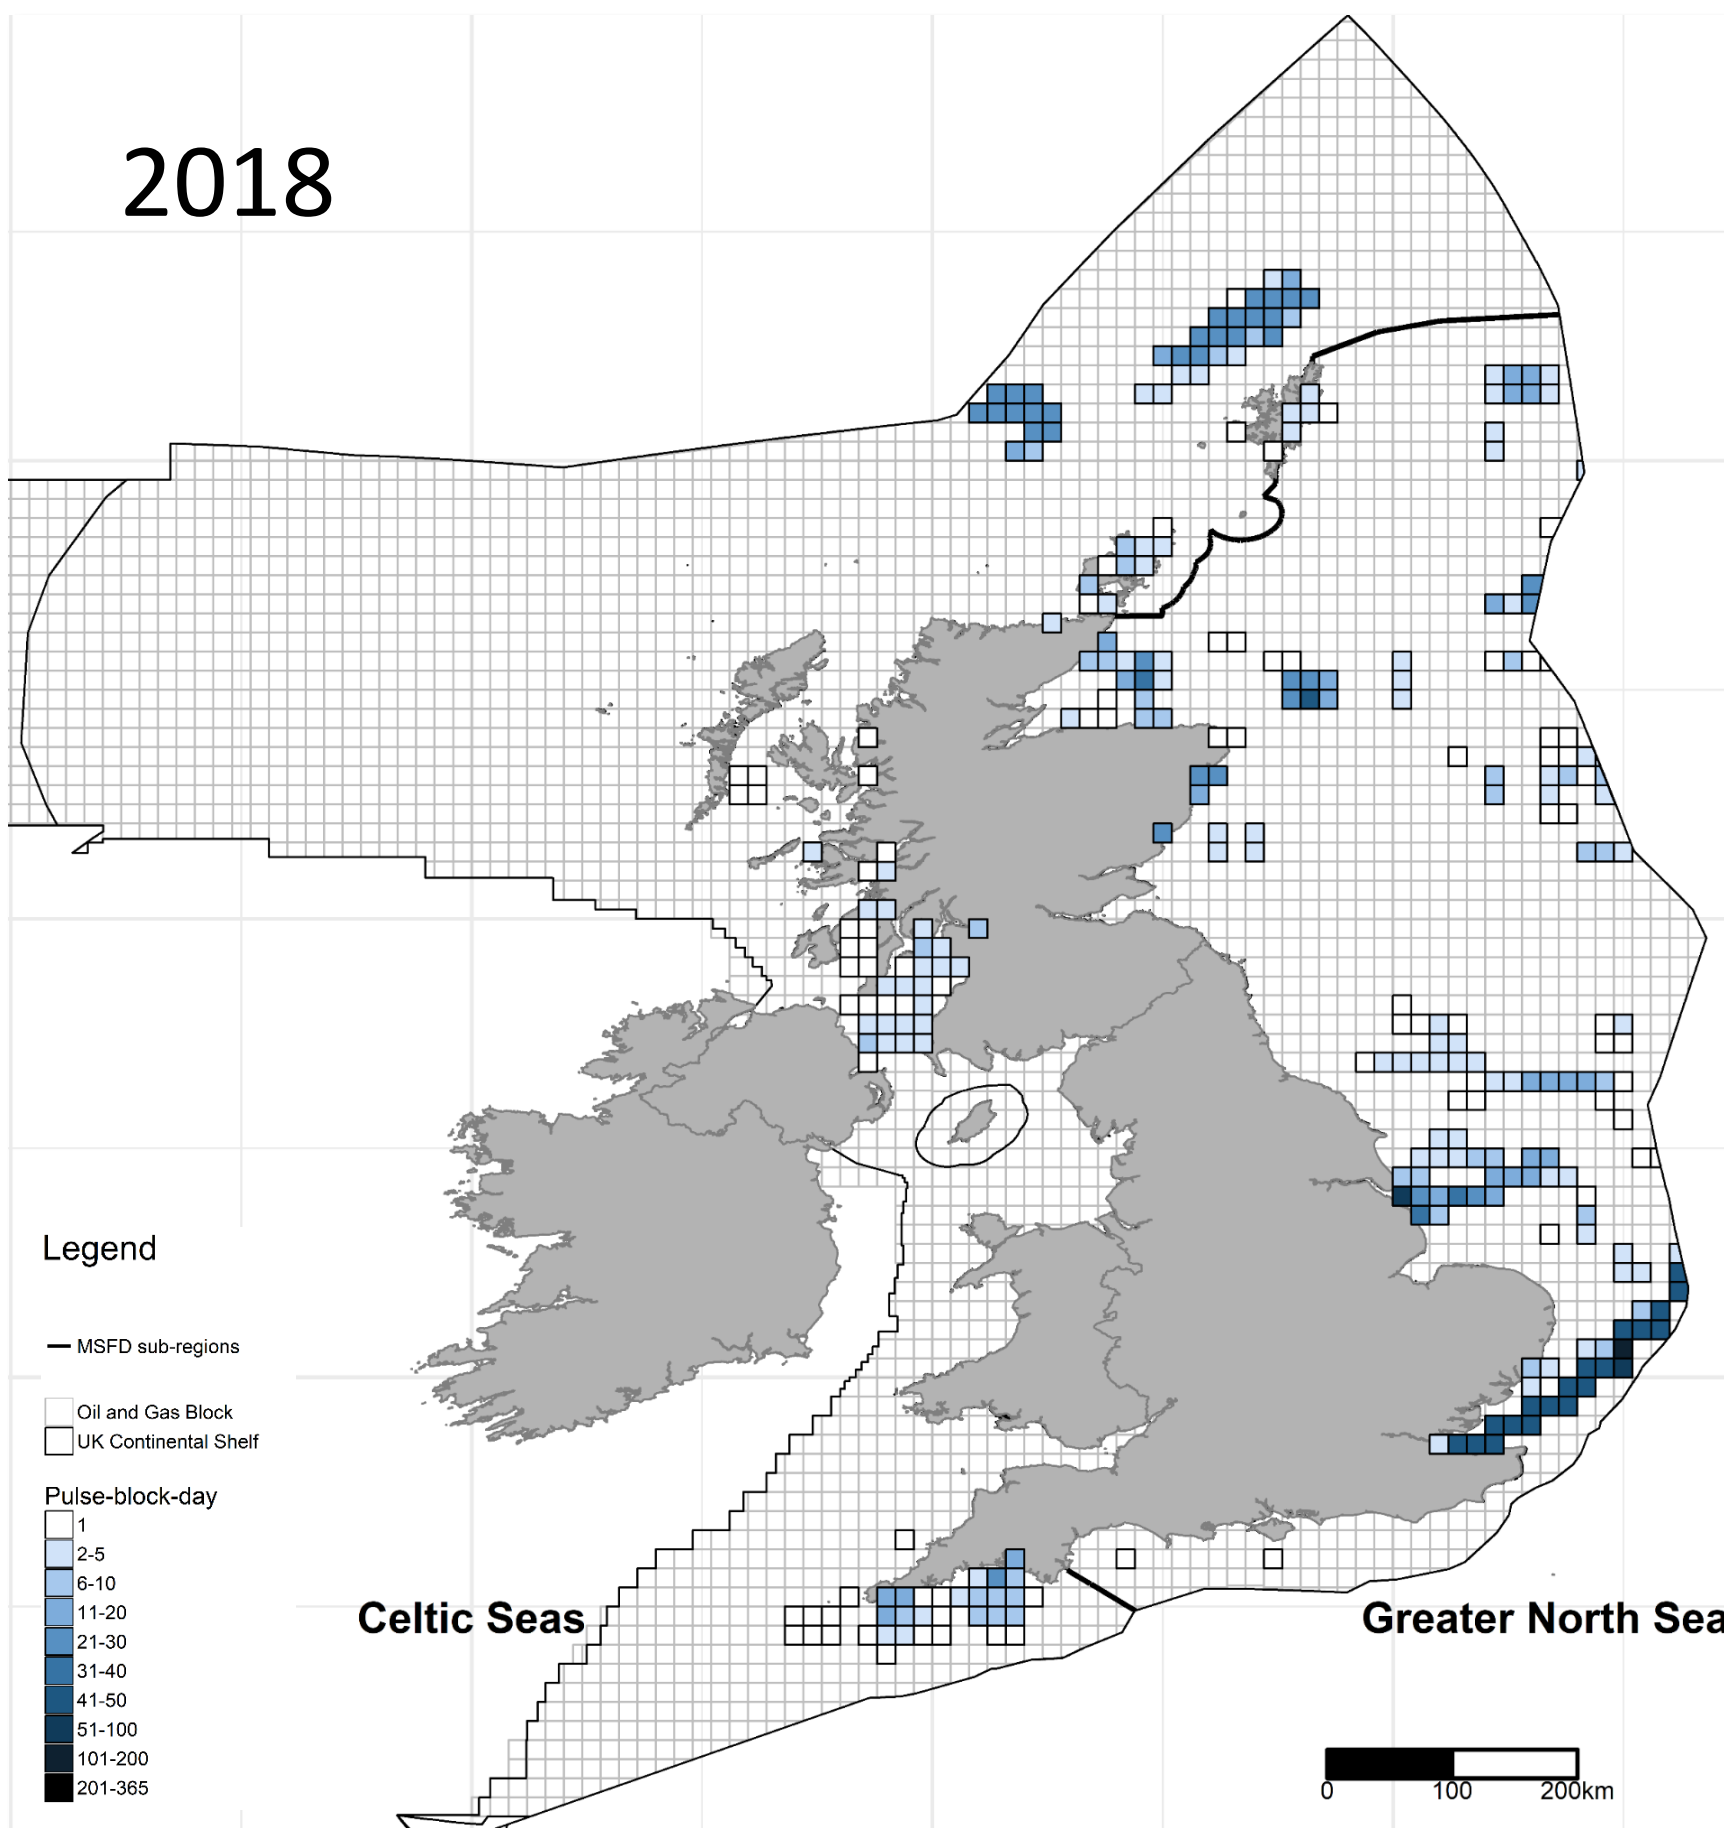 2018
Legend
MSFD sub-regions
Oil and Gas Block
UK Continental Shelf
Pulse-block-day
1
2-5
6-10
11-20
21-30
31-40
41-50
51-100
101-200
201-365
Celtic Seas
Greater North Sea
0 100 200km